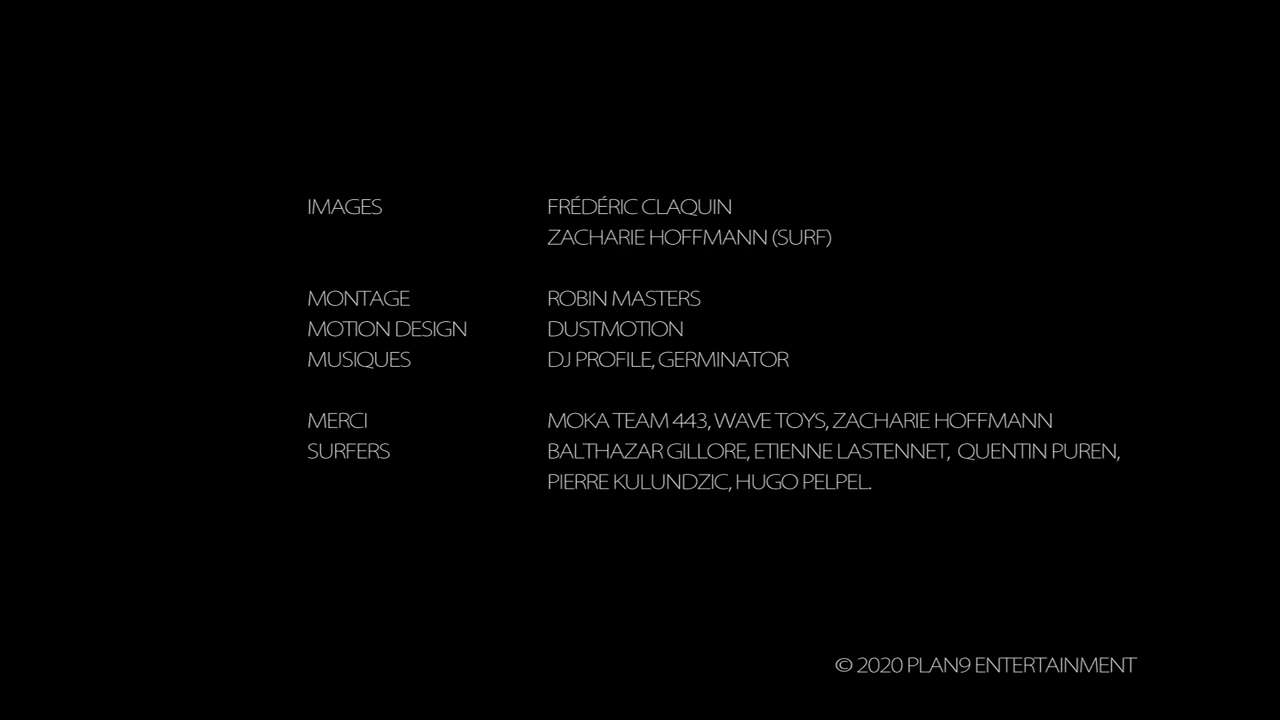 IMAGES FRÉDÉRIC CLAQUIN
ZACHARIE HOFFMANN (SURF)
MONTAGE ROBIN MASTERS
MOTION DESIGN DUSTMOTION
MUSIQUES DJ PROFILE, GERMINATOR
MERCI MOKA TEAM 443, WAVE TOYS, ZACHARIE HOFFMANN
SURFERS BALTHAZAR GILLORE, ETIENNE LASTENNET, QUENTIN PUREN,
PIERRE KULUNDZIC, HUGO PELPEL.
© 2020 PLAN9 ENTERTAINMENT